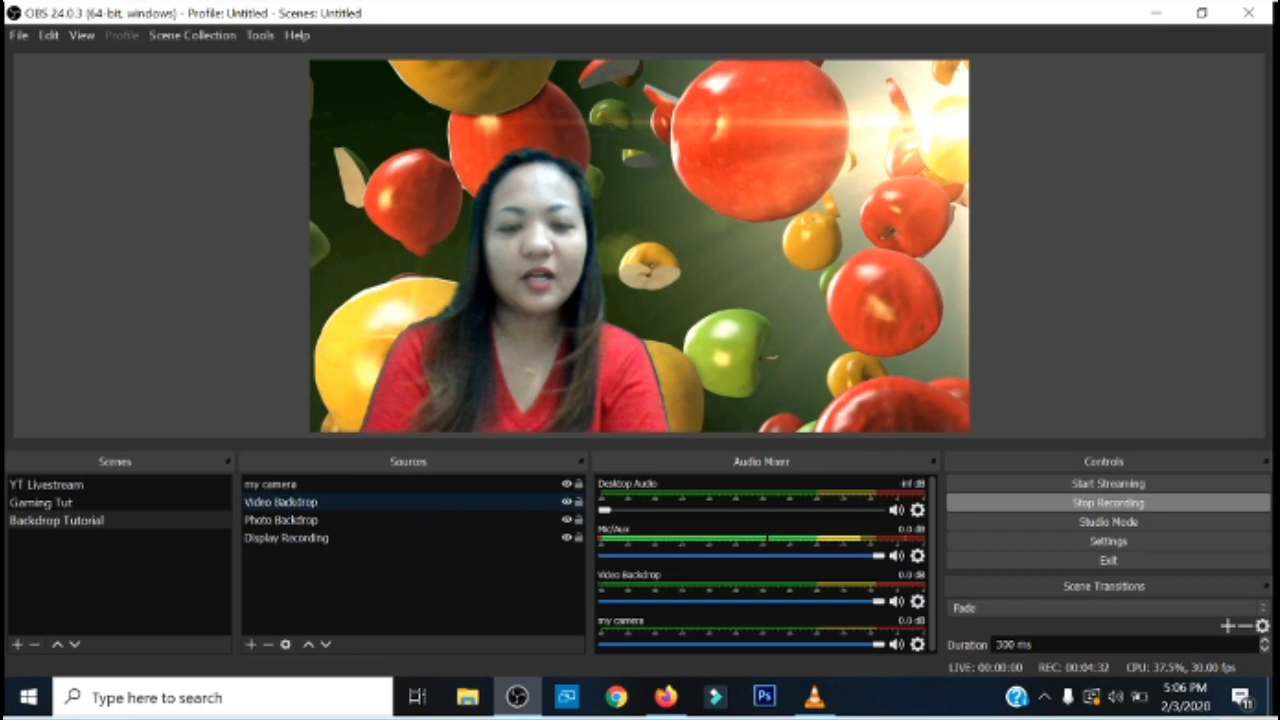 OBS 24.0.3 (64-bit, windows) - Profile: Untitled - Scenes: Untitled
File Edit View Profile Scene Collection Tools Help
Scenes
YT Livestream
Gaming Tut
Backdrop Tutorial
Sources
my camera
Video Backdrop
Photo Backdrop
Display Recording
Audio Mixer
Desktop Audio -inf dB
Mic/Aux 0.0 dB
Video Backdrop 0.0 dB
my camera 0.0 dB
Controls
Start Streaming
Stop Recording
Studio Mode
Settings
Exit
Scene Transitions
Fade
Duration 300 ms
LIVE: 00:00:00 REC: 00:04:32 CPU: 37.5%, 30.00 fps
Type here to search
Ps
5:06 PM
2/3/2020
11